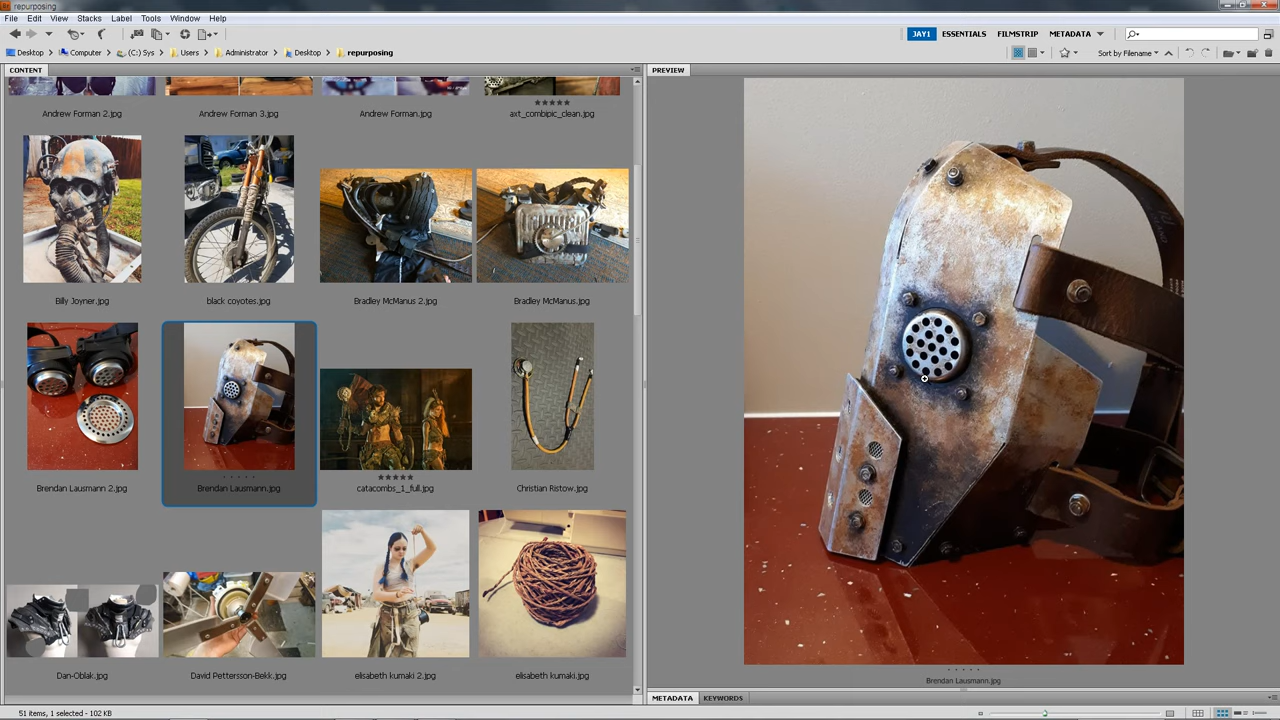 Br repurposing
File Edit View Stacks Label Tools Window Help
JAY1 ESSENTIALS FILMSTRIP METADATA
Desktop Computer (C:) Sys Users Administrator Desktop repurposing
Sort by Filename
CONTENT
PREVIEW
Andrew Forman 2.jpg Andrew Forman 3.jpg Andrew Forman.jpg axt_combipic_clean.jpg
Billy Joyner.jpg black coyotes.jpg Bradley McManus 2.jpg Bradley McManus.jpg
Brendan Lausmann 2.jpg Brendan Lausmann.jpg catacombs_1_full.jpg Christian Ristow.jpg
Dan-Oblak.jpg David Pettersson-Bekk.jpg elisabeth kumaki 2.jpg elisabeth kumaki.jpg
Brendan Lausmann.jpg
METADATA KEYWORDS
51 items, 1 selected - 102 KB